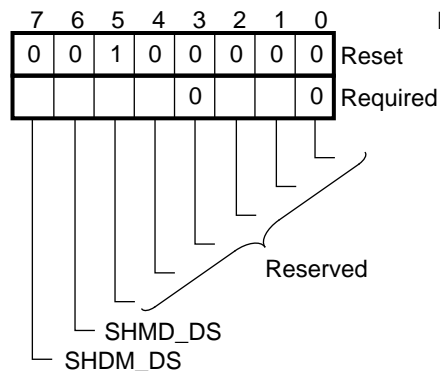 7 6 5 4 3 2 1 0
0 0 1 0 0 0 0 0 Reset
0 0 Required
Reserved
SHMD_DS
SHDM_DS